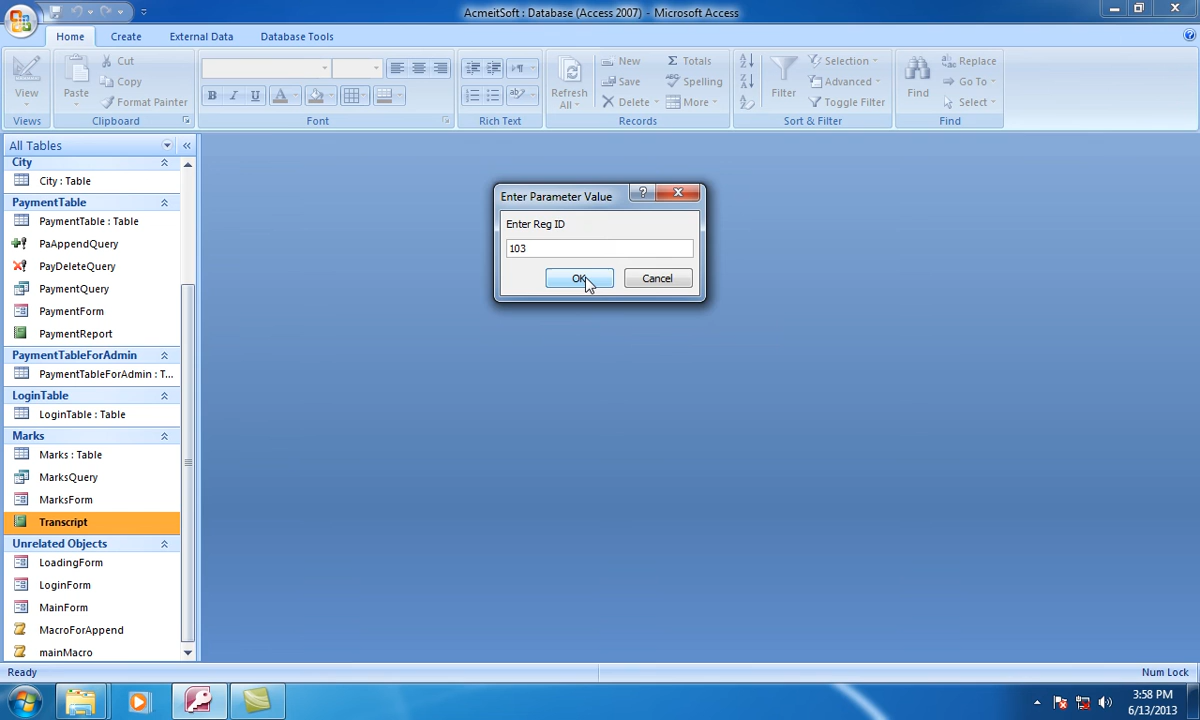 AcmeitSoft : Database (Access 2007) - Microsoft Access
Home Create External Data Database Tools
View
Views
Paste
Cut
Copy
Format Painter
Clipboard
B I U A
Font
Rich Text
Refresh All
New
Save
Delete
Totals
Spelling
More
Records
Filter
Selection
Advanced
Toggle Filter
Sort & Filter
Find
Replace
Go To
Select
Find
All Tables
City
City : Table
PaymentTable
PaymentTable : Table
PaAppendQuery
PayDeleteQuery
PaymentQuery
PaymentForm
PaymentReport
PaymentTableForAdmin
PaymentTableForAdmin : T...
LoginTable
LoginTable : Table
Marks
Marks : Table
MarksQuery
MarksForm
Transcript
Unrelated Objects
LoadingForm
LoginForm
MainForm
MacroForAppend
mainMacro
Enter Parameter Value
Enter Reg ID
103
OK Cancel
Ready Num Lock
3:58 PM
6/13/2013